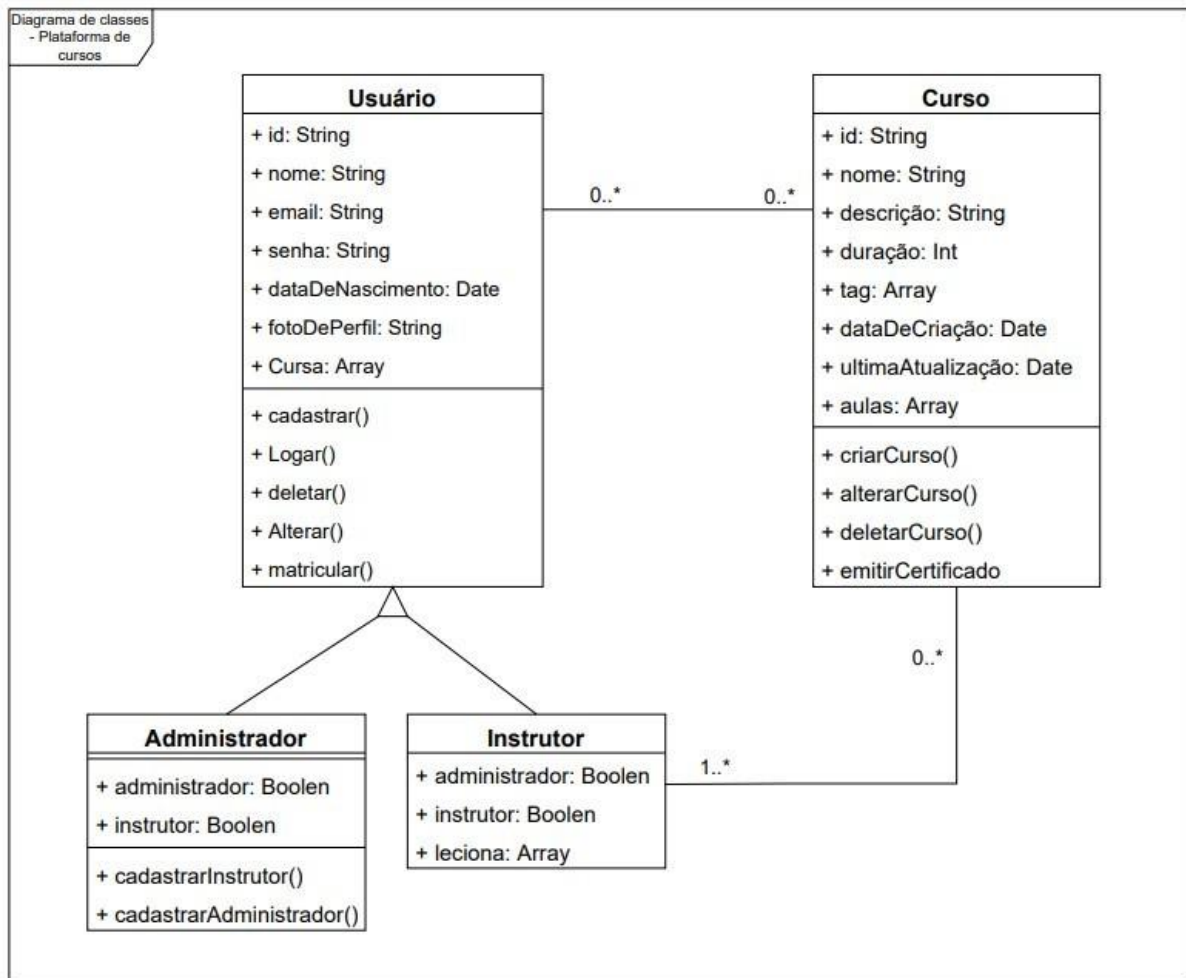 Diagrama de classes
- Plataforma de
cursos
Usuário
+ id: String
+ nome: String
+ email: String
+ senha: String
+ dataDeNascimento: Date
+ fotoDePerfil: String
+ Cursa: Array
+ cadastrar()
+ Logar()
+ deletar()
+ Alterar()
+ matricular()
0..*
0..*
Curso
+ id: String
+ nome: String
+ descrição: String
+ duração: Int
+ tag: Array
+ dataDeCriação: Date
+ ultimaAtualização: Date
+ aulas: Array
+ criarCurso()
+ alterarCurso()
+ deletarCurso()
+ emitirCertificado
0..*
Administrador
+ administrador: Boolen
+ instrutor: Boolen
+ cadastrarInstrutor()
+ cadastrarAdministrador()
Instrutor
+ administrador: Boolen
+ instrutor: Boolen
+ leciona: Array
1..*